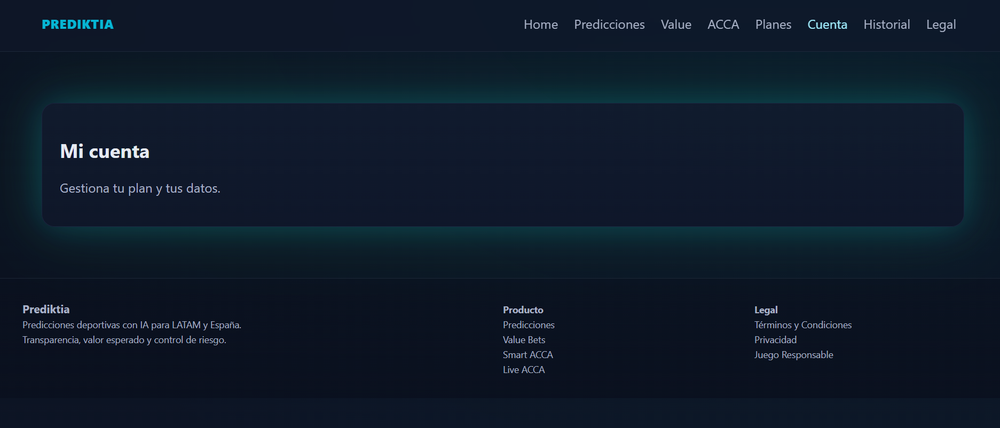 PREDIKTIA
Home Predicciones Value ACCA Planes Cuenta Historial Legal
Mi cuenta
Gestiona tu plan y tus datos.
Prediktia
Predicciones deportivas con IA para LATAM y España.
Transparencia, valor esperado y control de riesgo.
Producto
Predicciones
Value Bets
Smart ACCA
Live ACCA
Legal
Términos y Condiciones
Privacidad
Juego Responsable